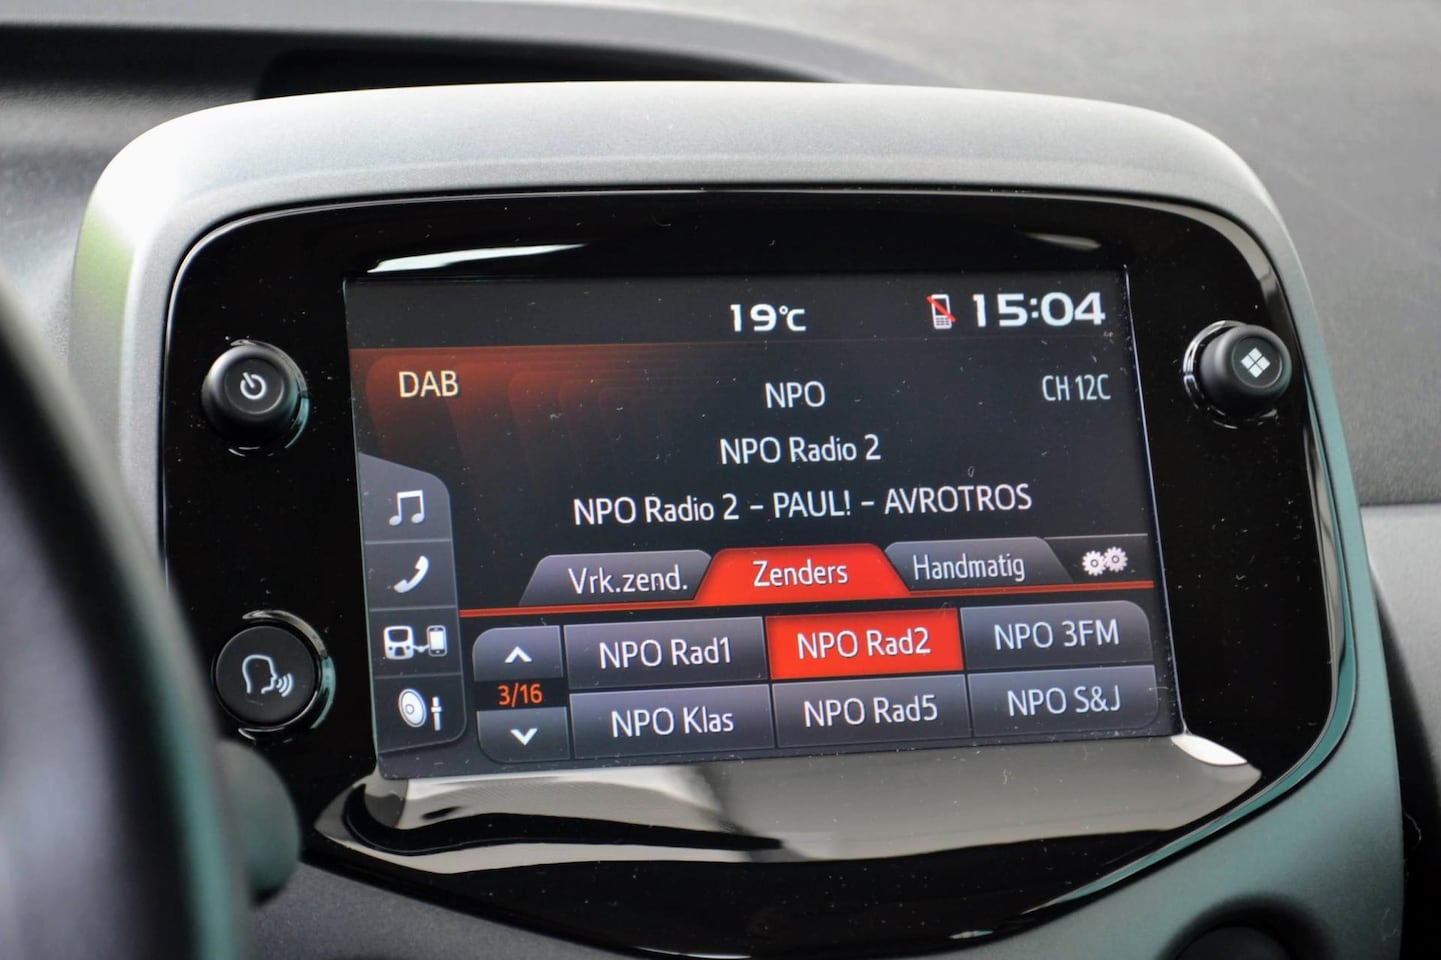 19°C 15:04
DAB NPO CH 12C
NPO Radio 2
NPO Radio 2 - PAUL! - AVROTROS
Vrk.zend. Zenders Handmatig
NPO Rad1 NPO Rad2 NPO 3FM
3/16
NPO Klas NPO Rad5 NPO S&J